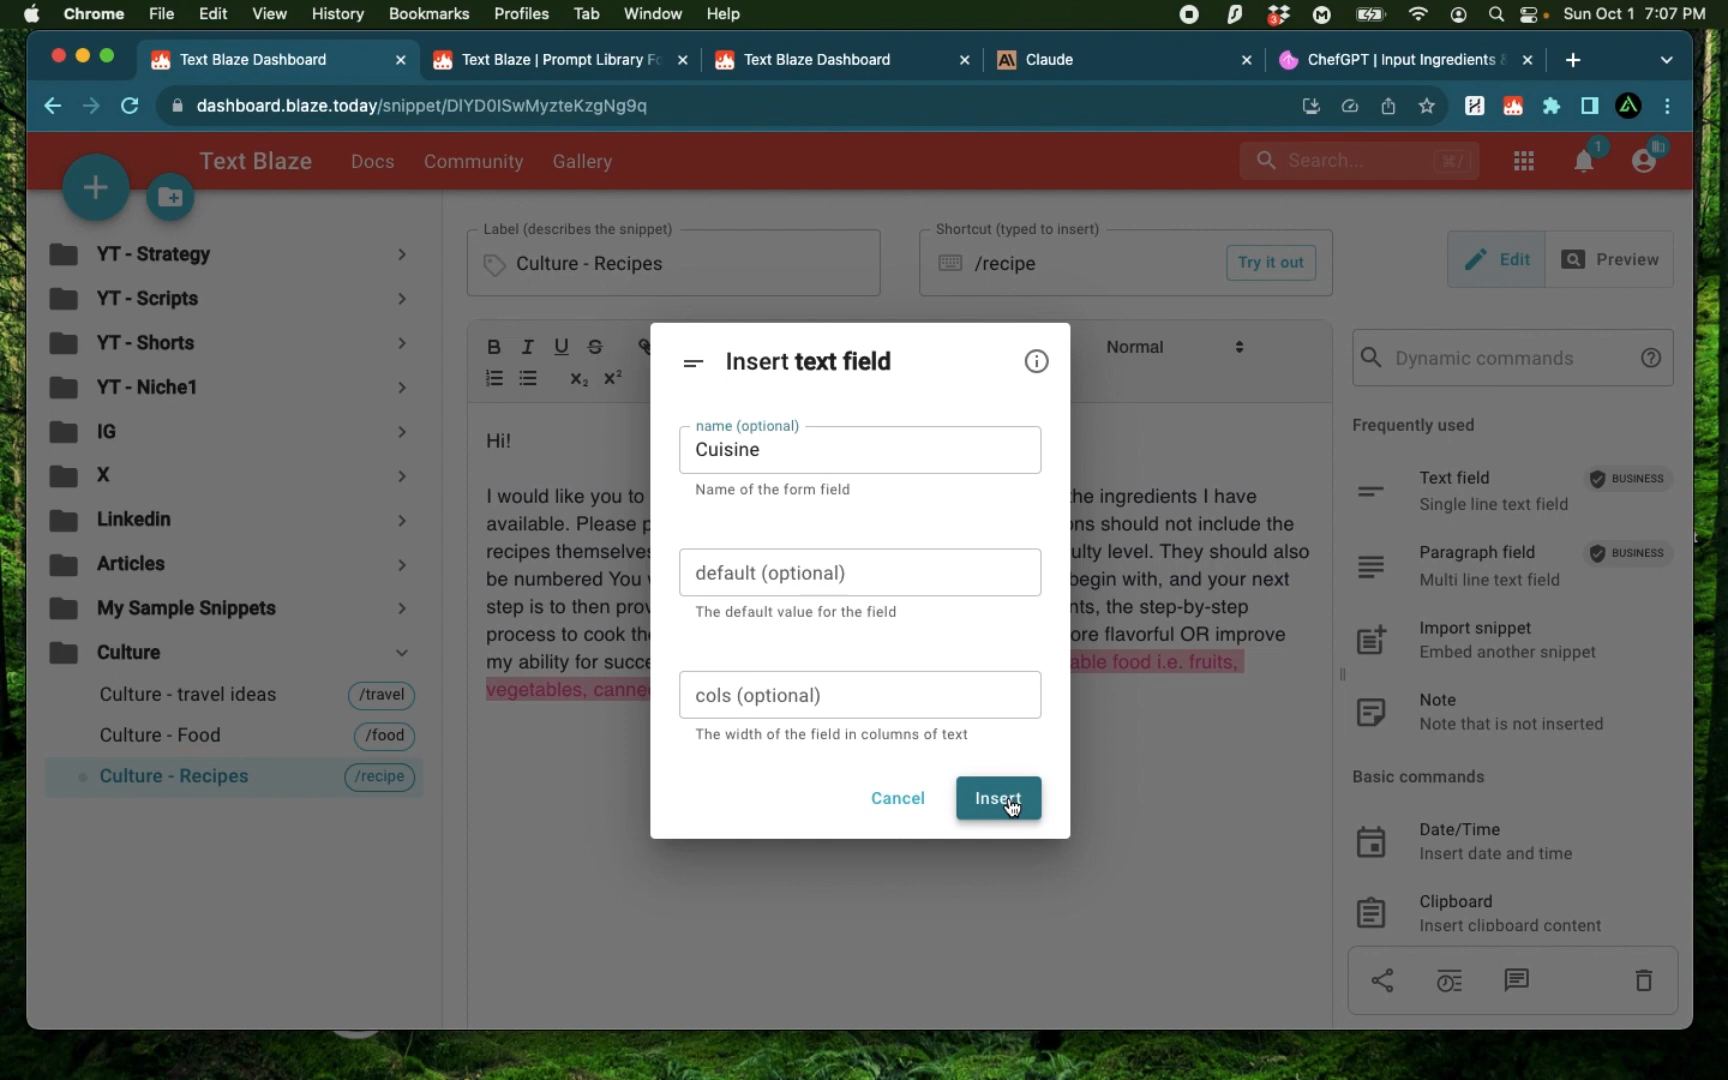 Chrome File Edit View History Bookmarks Profiles Tab Window Help 3 Sun Oct 1 7:07 PM
Text Blaze Dashboard Text Blaze | Prompt Library Fo Text Blaze Dashboard Claude ChefGPT | Input Ingredients &
dashboard.blaze.today/snippet/DIYD0ISwMyzteKzgNg9q
Text Blaze Docs Community Gallery Search... ⌘/ 1
YT - Strategy
YT - Scripts
YT - Shorts
YT - Niche1
IG
X
Linkedin
Articles
My Sample Snippets
Culture
Culture - travel ideas /travel
Culture - Food /food
Culture - Recipes /recipe
Label (describes the snippet)
Culture - Recipes
Shortcut (typed to insert)
/recipe Try it out
Edit Preview
B I U S Normal
X₂ X²
Hi!
I would like you to the ingredients I have
available. Please ons should not include the
recipes themselves ulty level. They should also
be numbered You begin with, and your next
step is to then prov nts, the step-by-step
process to cook the ore flavorful OR improve
my ability for succe able food i.e. fruits,
vegetables, canne
Insert text field
name (optional)
Cuisine
Name of the form field
default (optional)
The default value for the field
cols (optional)
The width of the field in columns of text
Cancel Insert
Dynamic commands
Frequently used
Text field BUSINESS
Single line text field
Paragraph field BUSINESS
Multi line text field
Import snippet
Embed another snippet
Note
Note that is not inserted
Basic commands
Date/Time
Insert date and time
Clipboard
Insert clipboard content